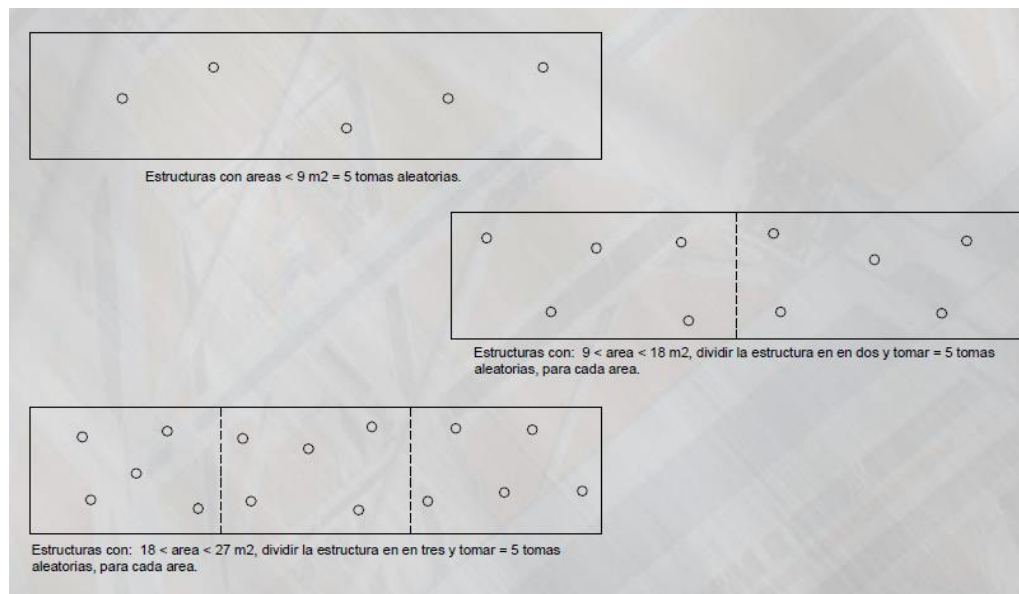 Estructuras con areas < 9 m2 = 5 tomas aleatorias.
Estructuras con: 9 < area < 18 m2, dividir la estructura en en dos y tomar = 5 tomas
aleatorias, para cada area.
Estructuras con: 18 < area < 27 m2, dividir la estructura en en tres y tomar = 5 tomas
aleatorias, para cada area.